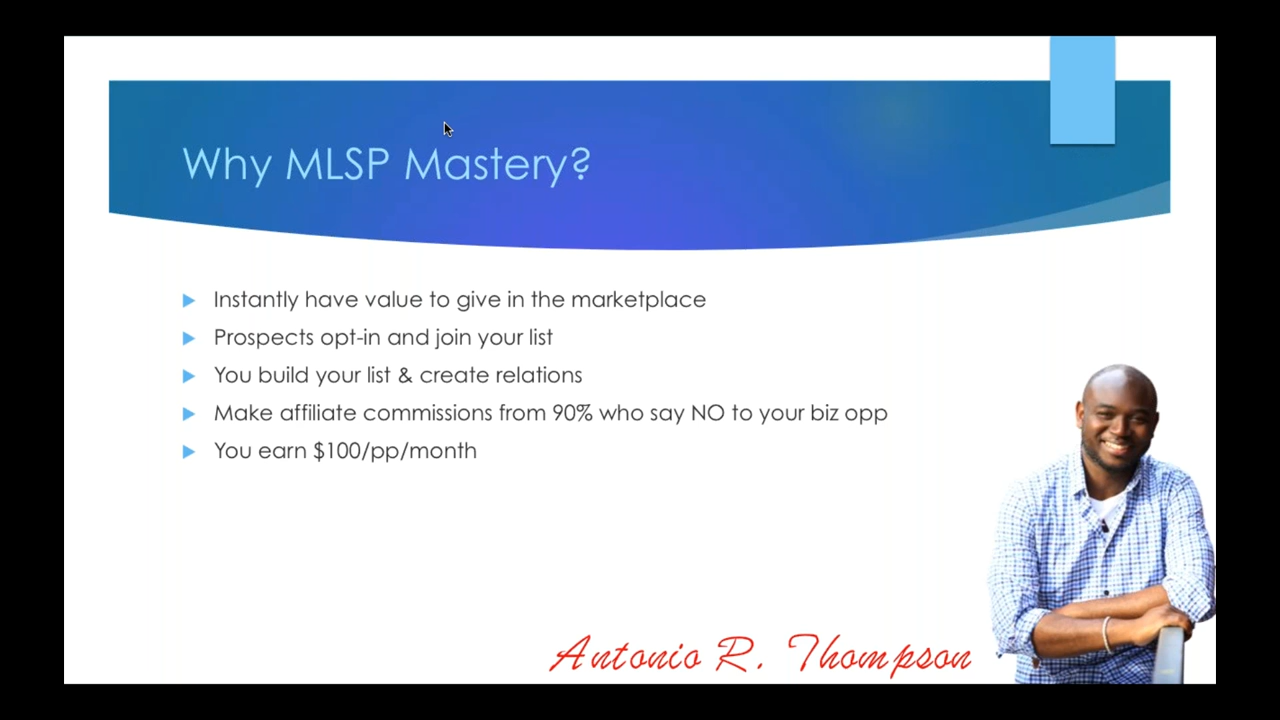 Why MLSP Mastery?
Instantly have value to give in the marketplace
Prospects opt-in and join your list
You build your list & create relations
Make affiliate commissions from 90% who say NO to your biz opp
You earn $100/pp/month
Antonio R. Thompson